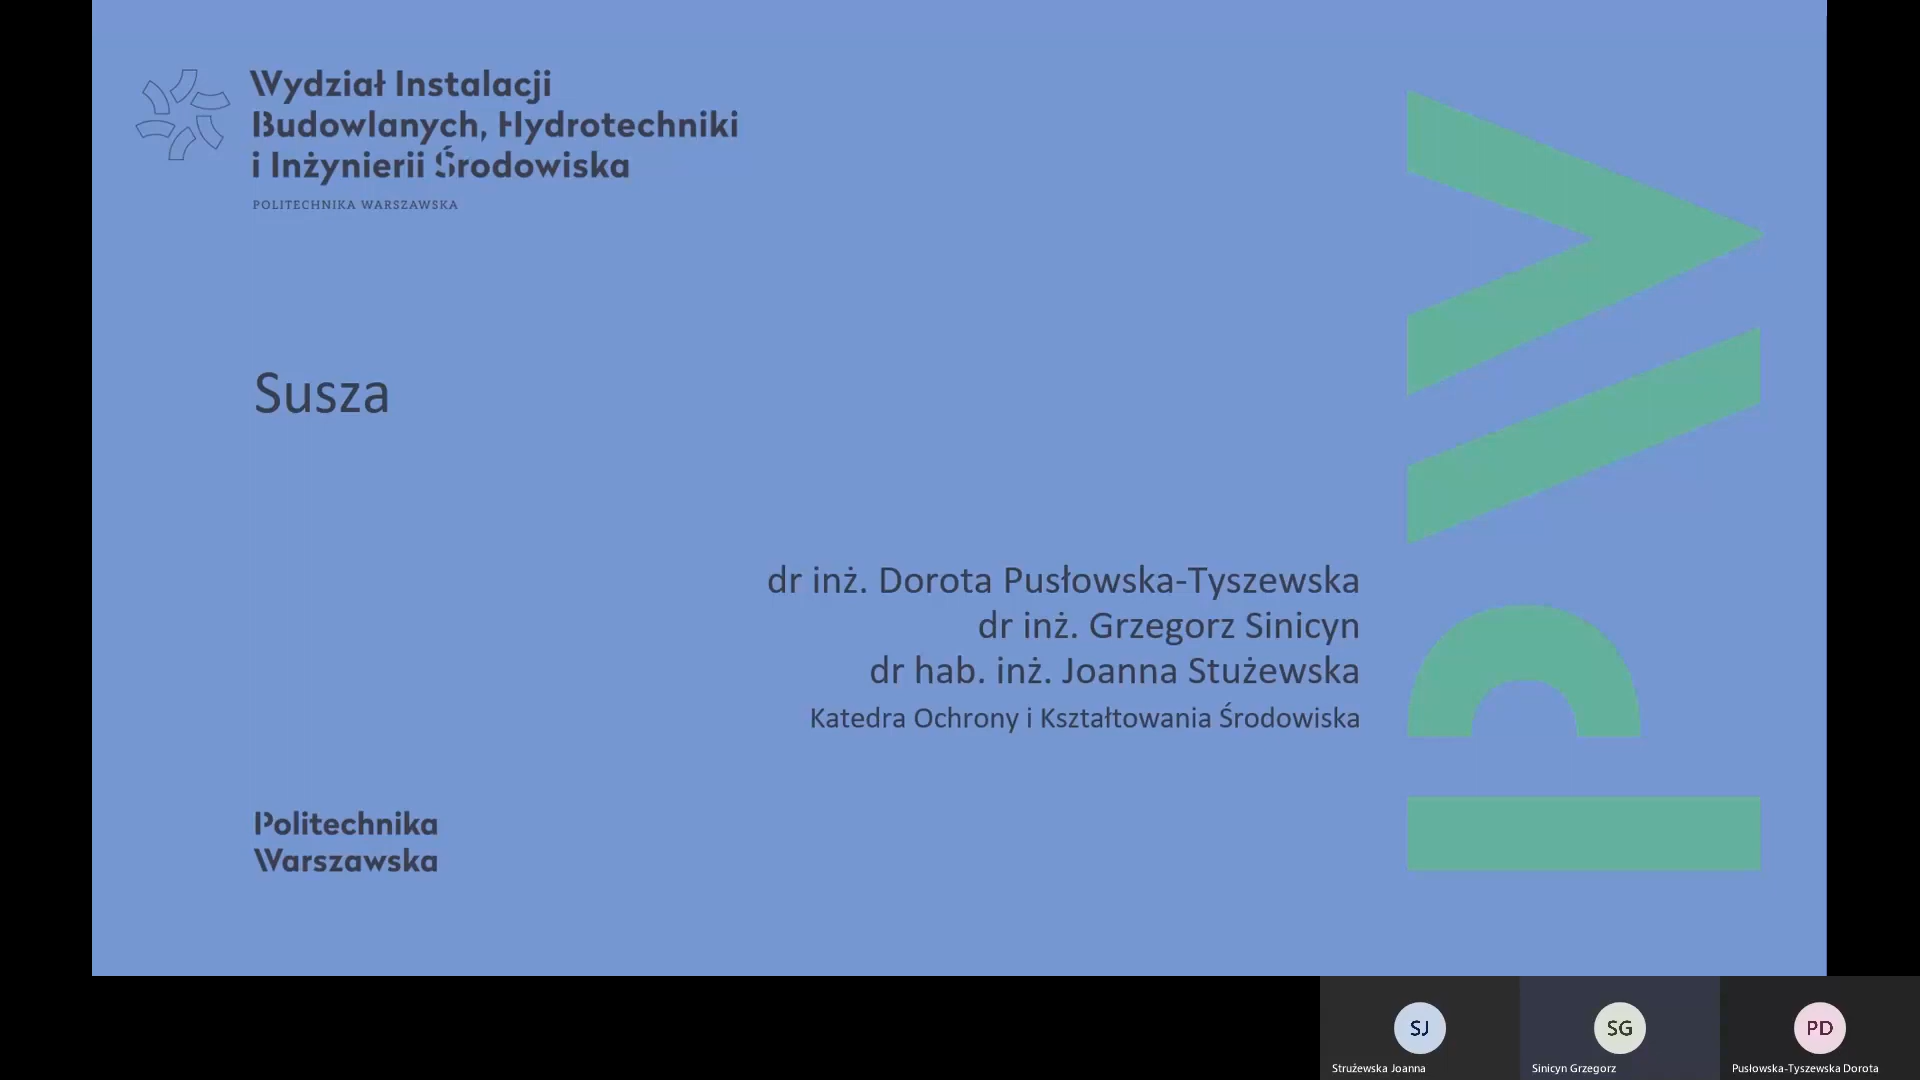 Wydział Instalacji
Budowlanych, Hydrotechniki
i Inżynierii Środowiska
POLITECHNIKA WARSZAWSKA
Susza
dr inż. Dorota Pusłowska-Tyszewska
dr inż. Grzegorz Sinicyn
dr hab. inż. Joanna Stużewska
Katedra Ochrony i Kształtowania Środowiska
Politechnika
Warszawska
PW
SJ
SG
PD
Strużewska Joanna
Sinicyn Grzegorz
Pusłowska-Tyszewska Dorota